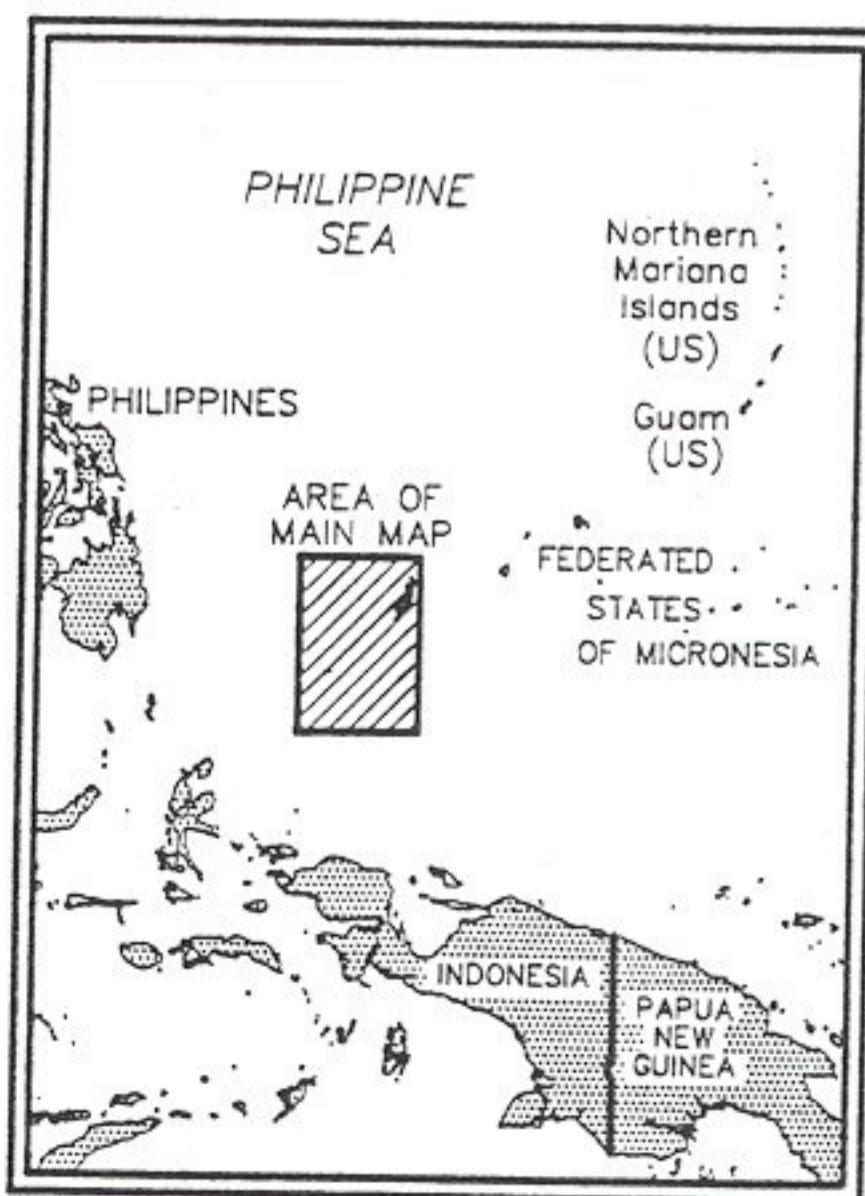 PHILIPPINE
SEA
Northern
Mariana
Islands
(US)
PHILIPPINES
Guam
(US)
AREA OF
MAIN MAP
FEDERATED
STATES
OF MICRONESIA
INDONESIA
PAPUA
NEW
GUINEA